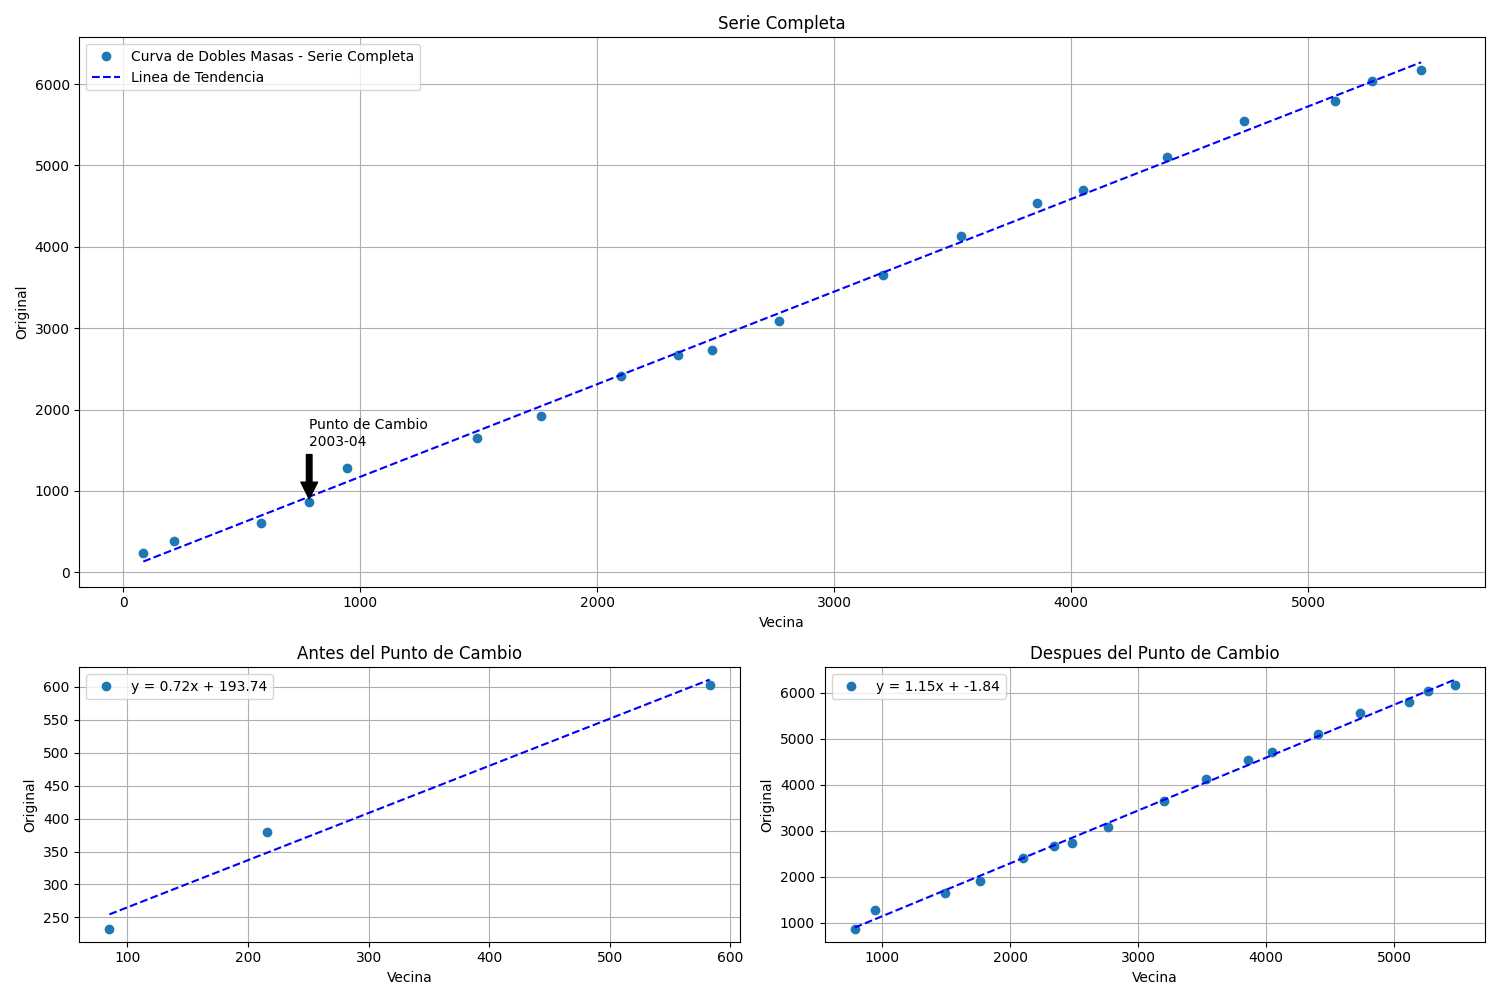 Serie Completa
Curva de Dobles Masas - Serie Completa
Linea de Tendencia
6000
5000
4000
3000
2000
1000
0
Original
Punto de Cambio
2003-04
0 1000 2000 3000 4000 5000
Vecina
Antes del Punto de Cambio
y = 0.72x + 193.74
600
550
500
450
400
350
300
250
Original
100 200 300 400 500 600
Vecina
Despues del Punto de Cambio
y = 1.15x + -1.84
6000
5000
4000
3000
2000
1000
Original
1000 2000 3000 4000 5000
Vecina